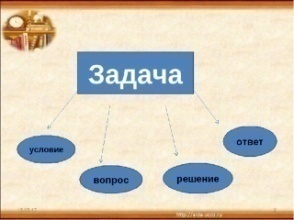 Задача
условие
вопрос
решение
ответ